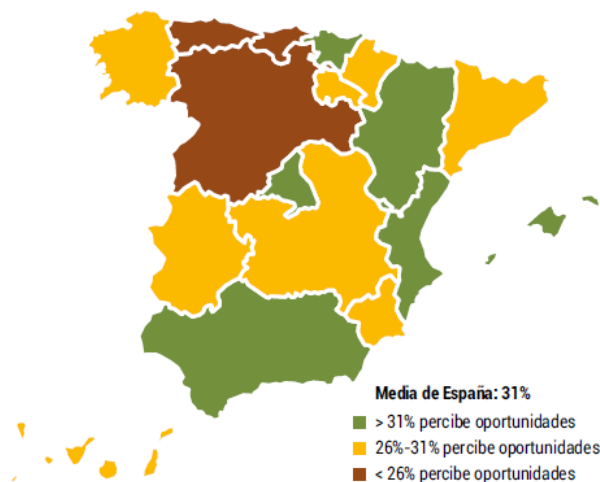 Media de España: 31%
> 31% percibe oportunidades
26%-31% percibe oportunidades
< 26% percibe oportunidades